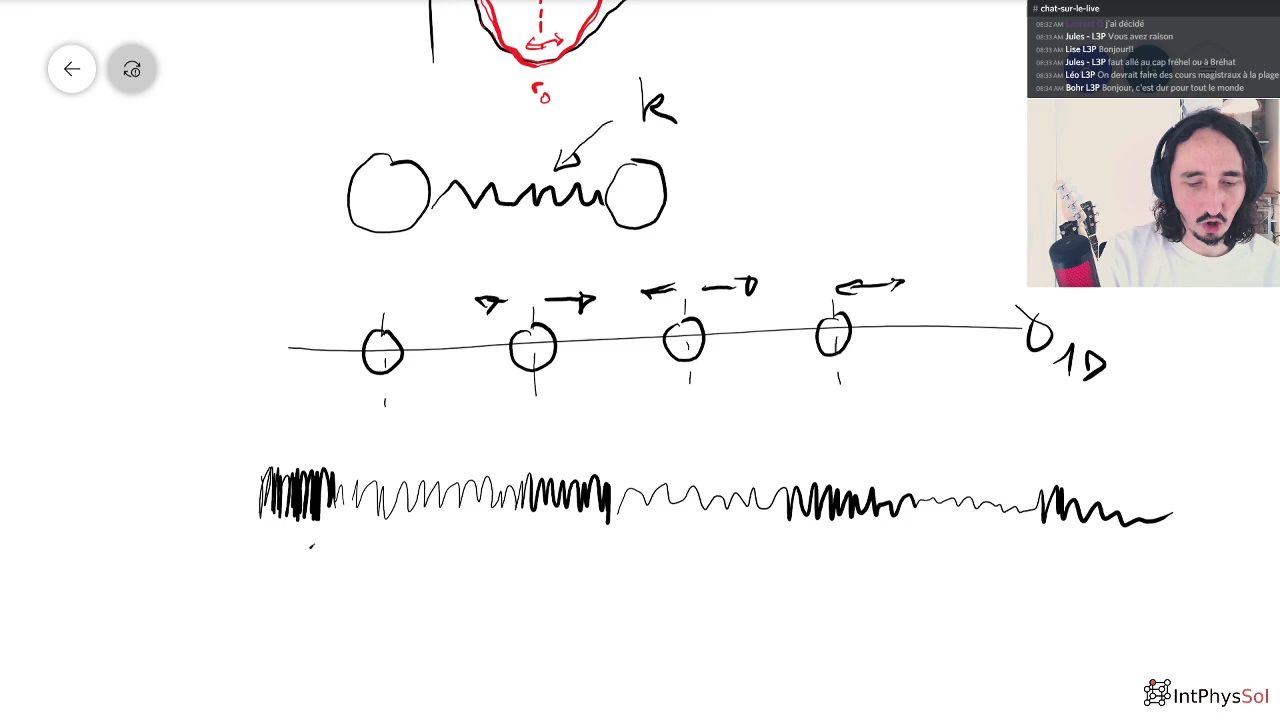 # chat-sur-le-live
08:32 AM Laurent G j'ai décidé
08:33 AM Jules - L3P Vous avez raison
08:33 AM Lise L3P Bonjour!!
08:33 AM Jules - L3P faut allé au cap fréhel ou à Bréhat
08:33 AM Léo L3P On devrait faire des cours magistraux à la plage
08:34 AM Bohr L3P Bonjour, c'est dur pour tout le monde
r₀
k
1D
IntPhysSol